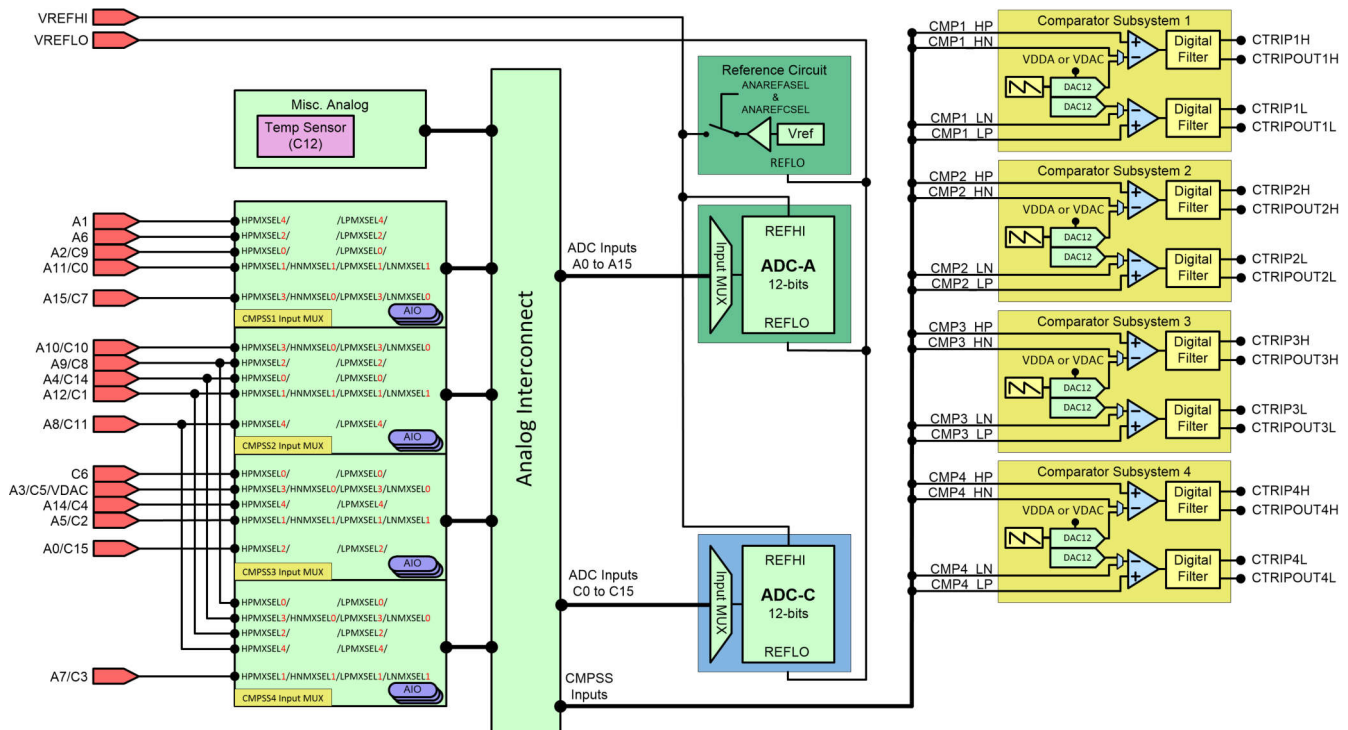 VREFHI
VREFLO
Misc. Analog
Temp Sensor
(C12)
A1
A6
A2/C9
A11/C0
A15/C7
HPMXSEL4/ /LPMXSEL4/
HPMXSEL2/ /LPMXSEL2/
HPMXSEL0/ /LPMXSEL0/
HPMXSEL1/HNMXSEL1/LPMXSEL1/LNMXSEL1
HPMXSEL3/HNMXSEL0/LPMXSEL3/LNMXSEL0
AIO
CMPSS1 Input MUX
A10/C10
A9/C8
A4/C14
A12/C1
A8/C11
HPMXSEL3/HNMXSEL0/LPMXSEL3/LNMXSEL0
HPMXSEL2/ /LPMXSEL2/
HPMXSEL0/ /LPMXSEL0/
HPMXSEL1/HNMXSEL1/LPMXSEL1/LNMXSEL1
HPMXSEL4/ /LPMXSEL4/
AIO
CMPSS2 Input MUX
C6
A3/C5/VDAC
A14/C4
A5/C2
A0/C15
HPMXSEL0/ /LPMXSEL0/
HPMXSEL3/HNMXSEL0/LPMXSEL3/LNMXSEL0
HPMXSEL4/ /LPMXSEL4/
HPMXSEL1/HNMXSEL1/LPMXSEL1/LNMXSEL1
HPMXSEL2/ /LPMXSEL2/
AIO
CMPSS3 Input MUX
HPMXSEL0/ /LPMXSEL0/
HPMXSEL3/HNMXSEL0/LPMXSEL3/LNMXSEL0
HPMXSEL2/ /LPMXSEL2/
HPMXSEL4/ /LPMXSEL4/
A7/C3
HPMXSEL1/HNMXSEL1/LPMXSEL1/LNMXSEL1
AIO
CMPSS4 Input MUX
Analog Interconnect
Reference Circuit
ANAREFASEL
&
ANAREFCSEL
Vref
REFLO
ADC Inputs
A0 to A15
Input MUX
REFHI
ADC-A
12-bits
REFLO
ADC Inputs
C0 to C15
Input MUX
REFHI
ADC-C
12-bits
REFLO
CMPSS
Inputs
Comparator Subsystem 1
CMP1_HP
CMP1_HN
VDDA or VDAC
DAC12
DAC12
CMP1_LN
CMP1_LP
Digital
Filter
Digital
Filter
CTRIP1H
CTRIPOUT1H
CTRIP1L
CTRIPOUT1L
Comparator Subsystem 2
CMP2_HP
CMP2_HN
VDDA or VDAC
DAC12
DAC12
CMP2_LN
CMP2_LP
Digital
Filter
Digital
Filter
CTRIP2H
CTRIPOUT2H
CTRIP2L
CTRIPOUT2L
Comparator Subsystem 3
CMP3_HP
CMP3_HN
VDDA or VDAC
DAC12
DAC12
CMP3_LN
CMP3_LP
Digital
Filter
Digital
Filter
CTRIP3H
CTRIPOUT3H
CTRIP3L
CTRIPOUT3L
Comparator Subsystem 4
CMP4_HP
CMP4_HN
VDDA or VDAC
DAC12
DAC12
CMP4_LN
CMP4_LP
Digital
Filter
Digital
Filter
CTRIP4H
CTRIPOUT4H
CTRIP4L
CTRIPOUT4L